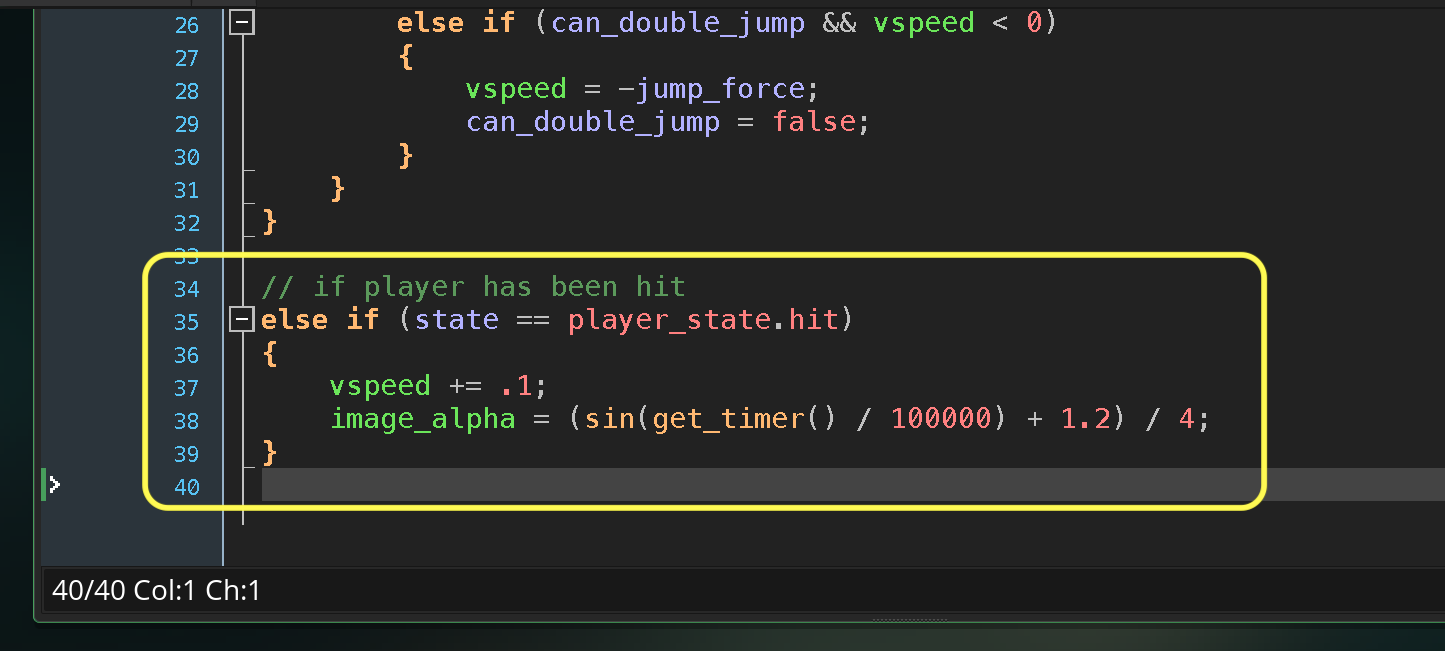 26 else if (can_double_jump && vspeed < 0)
27 {
28 vspeed = -jump_force;
29 can_double_jump = false;
30 }
31 }
32 }
33
34 // if player has been hit
35 else if (state == player_state.hit)
36 {
37 vspeed += .1;
38 image_alpha = (sin(get_timer() / 100000) + 1.2) / 4;
39 }
40
40/40 Col:1 Ch:1